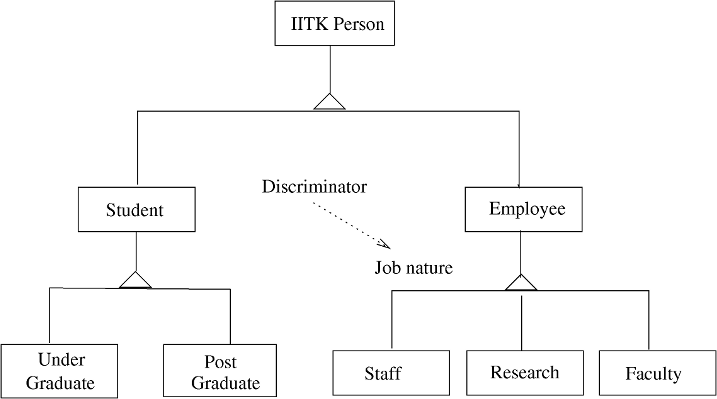 IITK Person
Discriminator
Student
Employee
Job nature
Under
Graduate
Post
Graduate
Staff
Research
Faculty